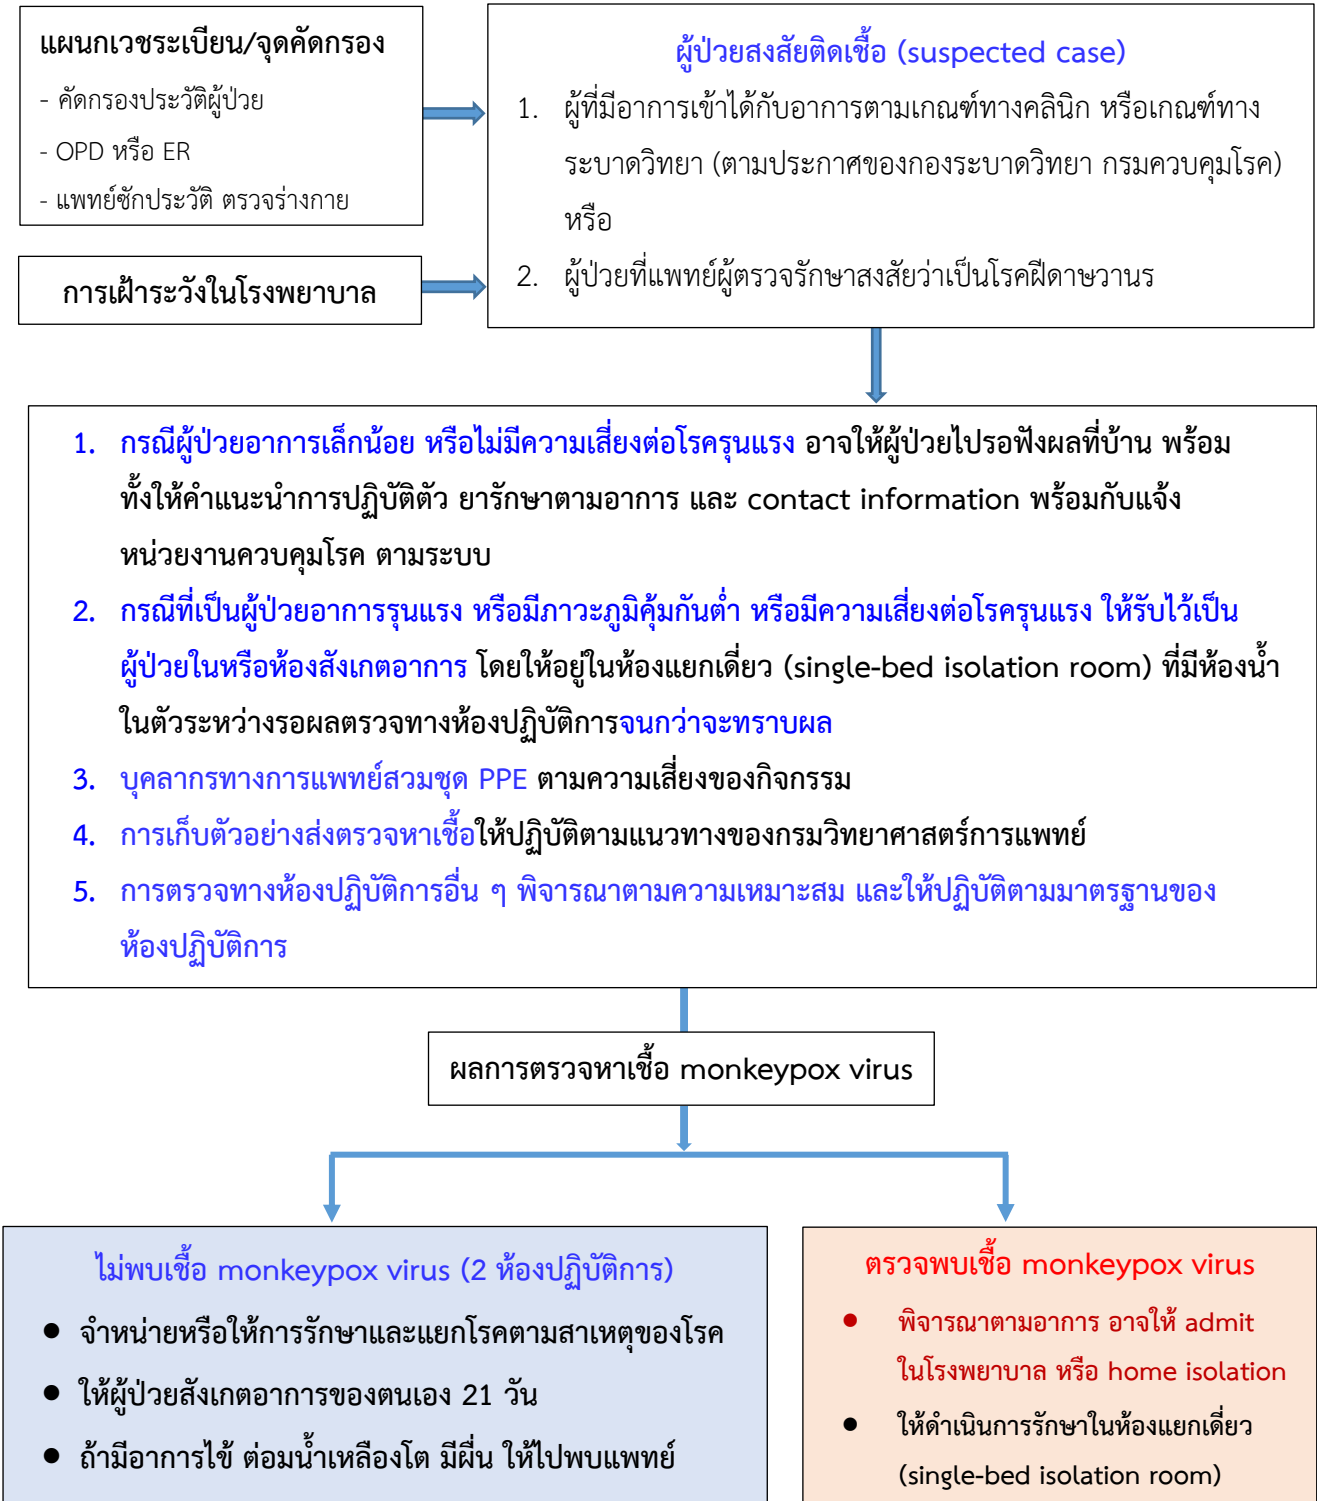 แผนกเวชระเบียน/จุดคัดกรอง
- คัดกรองประวัติผู้ป่วย
- OPD หรือ ER
- แพทย์ซักประวัติ ตรวจร่างกาย
การเฝ้าระวังในโรงพยาบาล
ผู้ป่วยสงสัยติดเชื้อ (suspected case)
1. ผู้ที่มีอาการเข้าได้กับอาการตามเกณฑ์ทางคลินิก หรือเกณฑ์ทาง
ระบาดวิทยา (ตามประกาศของกองระบาดวิทยา กรมควบคุมโรค)
หรือ
2. ผู้ป่วยที่แพทย์ผู้ตรวจรักษาสงสัยว่าเป็นโรคฝีดาษวานร
1. กรณีผู้ป่วยอาการเล็กน้อย หรือไม่มีความเสี่ยงต่อโรครุนแรง อาจให้ผู้ป่วยไปรอฟังผลที่บ้าน พร้อม
ทั้งให้คำแนะนำการปฏิบัติตัว ยารักษาตามอาการ และ contact information พร้อมกับแจ้ง
หน่วยงานควบคุมโรค ตามระบบ
2. กรณีที่เป็นผู้ป่วยอาการรุนแรง หรือมีภาวะภูมิคุ้มกันต่ำ หรือมีความเสี่ยงต่อโรครุนแรง ให้รับไว้เป็น
ผู้ป่วยในหรือห้องสังเกตอาการ โดยให้อยู่ในห้องแยกเดี่ยว (single-bed isolation room) ที่มีห้องน้ำ
ในตัวระหว่างรอผลตรวจทางห้องปฏิบัติการจนกว่าจะทราบผล
3. บุคลากรทางการแพทย์สวมชุด PPE ตามความเสี่ยงของกิจกรรม
4. การเก็บตัวอย่างส่งตรวจหาเชื้อให้ปฏิบัติตามแนวทางของกรมวิทยาศาสตร์การแพทย์
5. การตรวจทางห้องปฏิบัติการอื่น ๆ พิจารณาตามความเหมาะสม และให้ปฏิบัติตามมาตรฐานของ
ห้องปฏิบัติการ
ผลการตรวจหาเชื้อ monkeypox virus
ไม่พบเชื้อ monkeypox virus (2 ห้องปฏิบัติการ)
● จำหน่ายหรือให้การรักษาและแยกโรคตามสาเหตุของโรค
● ให้ผู้ป่วยสังเกตอาการของตนเอง 21 วัน
● ถ้ามีอาการไข้ ต่อมน้ำเหลืองโต มีผื่น ให้ไปพบแพทย์
ตรวจพบเชื้อ monkeypox virus
● พิจารณาตามอาการ อาจให้ admit
ในโรงพยาบาล หรือ home isolation
● ให้ดำเนินการรักษาในห้องแยกเดี่ยว
(single-bed isolation room)